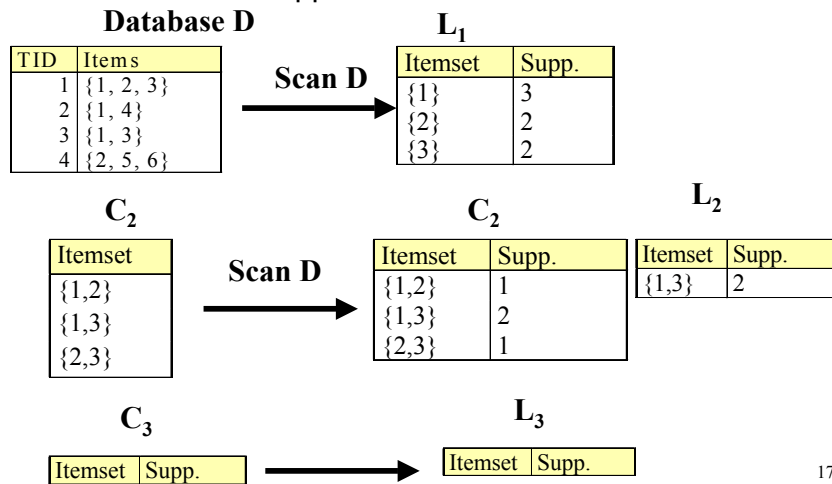 Database D
TID Items
1 {1, 2, 3}
2 {1, 4}
3 {1, 3}
4 {2, 5, 6}
Scan D
L1
Itemset Supp.
{1} 3
{2} 2
{3} 2
C2
Itemset
{1,2}
{1,3}
{2,3}
Scan D
C2
Itemset Supp.
{1,2} 1
{1,3} 2
{2,3} 1
L2
Itemset Supp.
{1,3} 2
C3
Itemset Supp.
L3
Itemset Supp.
17